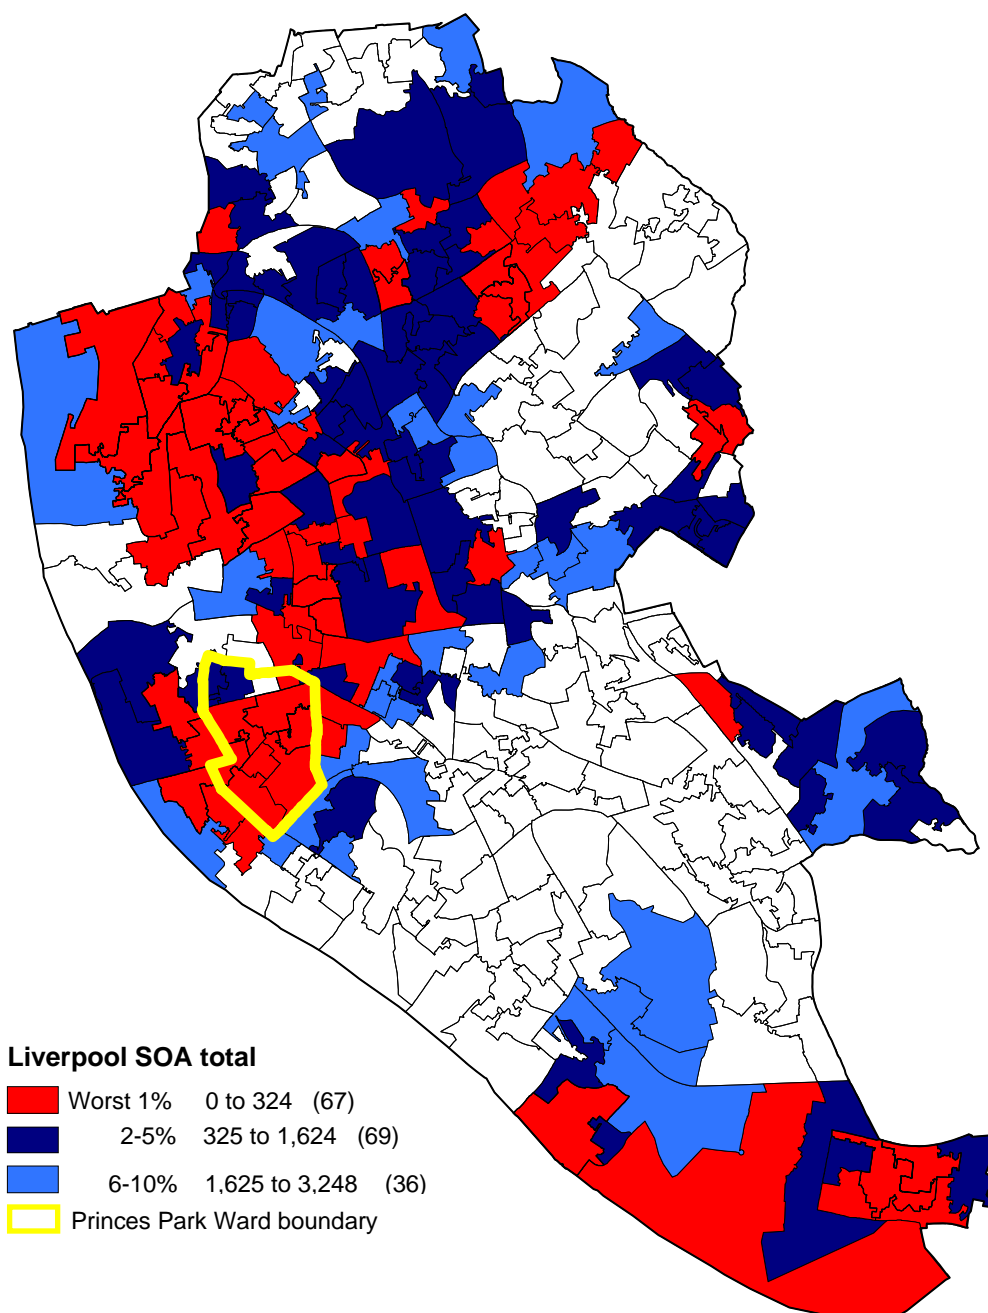 Liverpool SOA total
Worst 1% 0 to 324 (67)
2-5% 325 to 1,624 (69)
6-10% 1,625 to 3,248 (36)
Princes Park Ward boundary